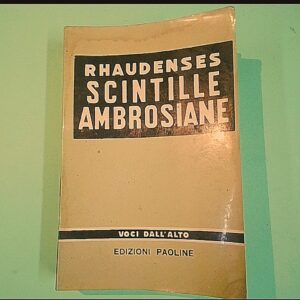 RHAUDENSES
SCINTILLE
AMBROSIANE
VOCI DALL'ALTO
EDIZIONI PAOLINE